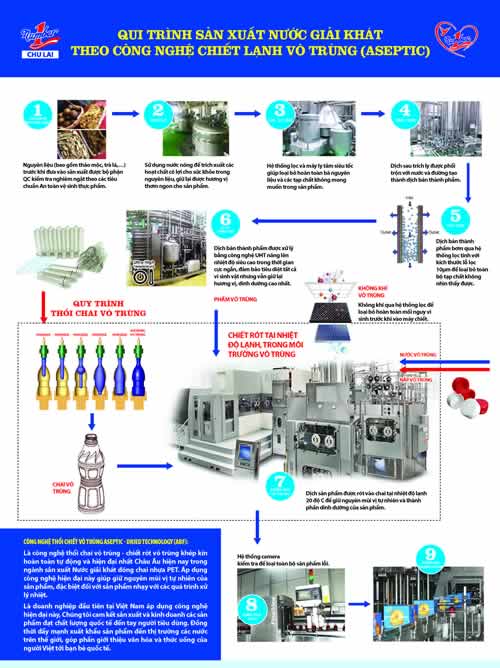 QUI TRÌNH SẢN XUẤT NƯỚC GIẢI KHÁT
THEO CÔNG NGHỆ CHIẾT LẠNH VÔ TRÙNG (ASEPTIC)
Number
1
CHU LAI
Number
1
1
2
3
4
Nguyên liệu (bao gồm thảo mộc, trà lá,...)
trước khi đưa vào sản xuất được bộ phận
QC kiểm tra nghiêm ngặt theo các tiêu
chuẩn An toàn vệ sinh thực phẩm.
Sử dụng nước nóng để trích xuất các
hoạt chất có lợi cho sức khỏe trong
nguyên liệu, giữ lại được hương vị
thơm ngon cho sản phẩm.
Hệ thống lọc và máy ly tâm siêu tốc
giúp loại bỏ hoàn toàn bã nguyên
liệu và các tạp chất không mong
muốn trong sản phẩm.
Dịch sau trích ly được phối
trộn với nước và đường tạo
thành dịch bán thành phẩm.
5
Dịch bán thành
phẩm bơm qua hệ
thống lọc tinh với
kích thước lỗ lọc
10µm để loại bỏ toàn
bộ tạp chất không
nhìn thấy được.
6
Dịch bán thành phẩm được xử lý
bằng công nghệ UHT nâng lên
nhiệt độ siêu cao trong thời gian
cực ngắn, đảm bảo tiêu diệt tất cả
vi sinh vật nhưng vẫn giữ lại
hương vị, dinh dưỡng cao nhất.
QUY TRÌNH
THỔI CHAI VÔ TRÙNG
PHẨM VÔ TRÙNG
KHÔNG KHÍ
VÔ TRÙNG
Không khí qua hệ thống lọc để
loại bỏ hoàn toàn mối nguy vi
sinh trước khi vào máy chiết.
CHIẾT RÓT TẠI NHIỆT
ĐỘ LẠNH, TRONG MÔI
TRƯỜNG VÔ TRÙNG
NƯỚC VÔ TRÙNG
NẮP VÔ TRÙNG
CHAI VÔ
TRÙNG
7
Dịch sản phẩm được rót vào chai tại nhiệt độ lạnh
20 độ C để giữ nguyên mùi vị tự nhiên và thành
phần dinh dưỡng của sản phẩm.
CÔNG NGHỆ THỔI CHIẾT VÔ TRÙNG ASEPTIC - DRIED TECHNOLOGY (ABF):
Là công nghệ thổi chai vô trùng - chiết rót vô trùng khép kín
hoàn toàn tự động và hiện đại nhất Châu Âu hiện nay trong
ngành sản xuất Nước giải khát dòng chai nhựa PET. Áp dụng
công nghệ hiện đại này giúp giữ nguyên mùi vị tự nhiên của
sản phẩm, đặc biệt đối với sản phẩm nhạy với các quá trình xử
lý nhiệt.
Là doanh nghiệp đầu tiên tại Việt Nam áp dụng công nghệ
hiện đại này. Chúng tôi cam kết sản xuất và kinh doanh các sản
phẩm đạt chất lượng quốc tế đến tay người tiêu dùng. Đồng
thời đẩy mạnh xuất khẩu sản phẩm đến thị trường các nước
trên thế giới, góp phần giới thiệu văn hóa và thức uống của
người Việt tới bạn bè quốc tế.
Hệ thống camera
kiểm tra để loại toàn bộ sản phẩm lỗi.
8
9